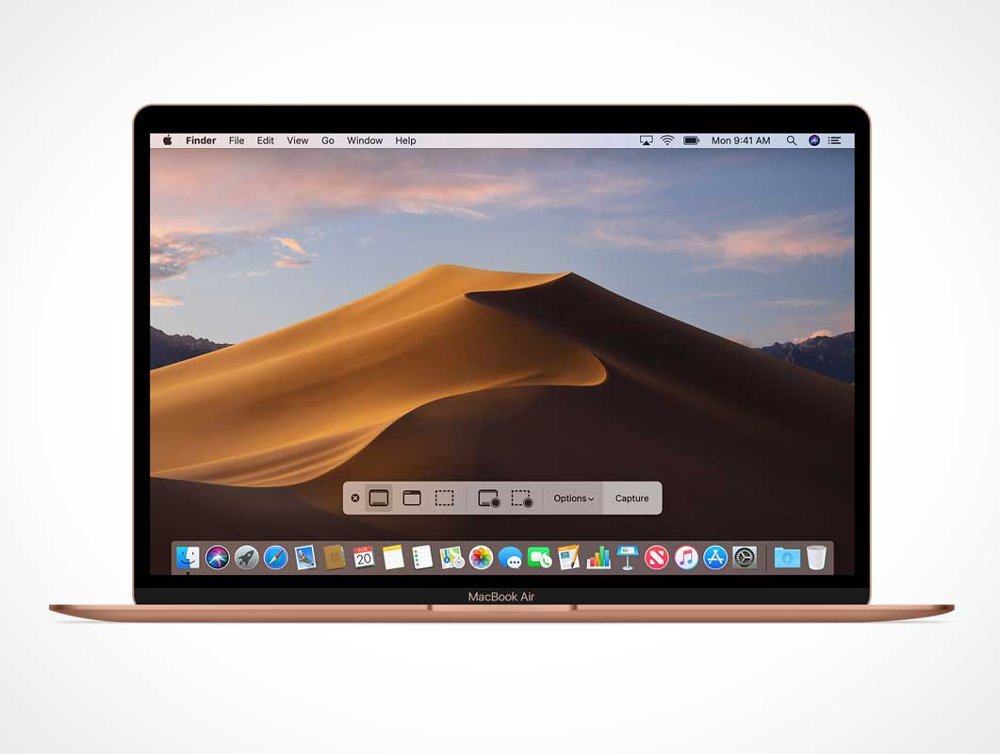 Finder File Edit View Go Window Help Mon 9:41 AM
Options Capture
AUG
20
MacBook Air